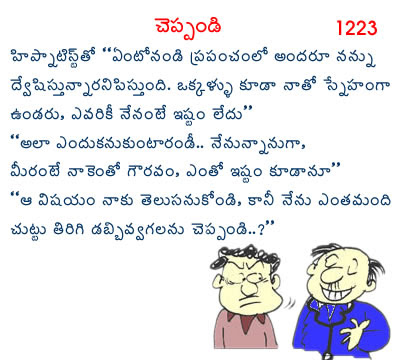 చెప్పండి 1223
హిప్నాటిస్ట్‌తో “ఏంటోనండి ప్రపంచంలో అందరూ నన్ను
ద్వేషిస్తున్నారనిపిస్తుంది. ఒక్కళ్ళు కూడా నాతో స్నేహంగా
ఉండరు, ఎవరికీ నేనంటే ఇష్టం లేదు”
“అలా ఎందుకనుకుంటారండీ.. నేనున్నానుగా,
మీరంటే నాకెంతో గౌరవం, ఎంతో ఇష్టం కూడానూ”
“ఆ విషయం నాకు తెలుసనుకోండి, కానీ నేను ఎంతమంది
చుట్టు తిరిగి డబ్బివ్వగలను చెప్పండి..?”